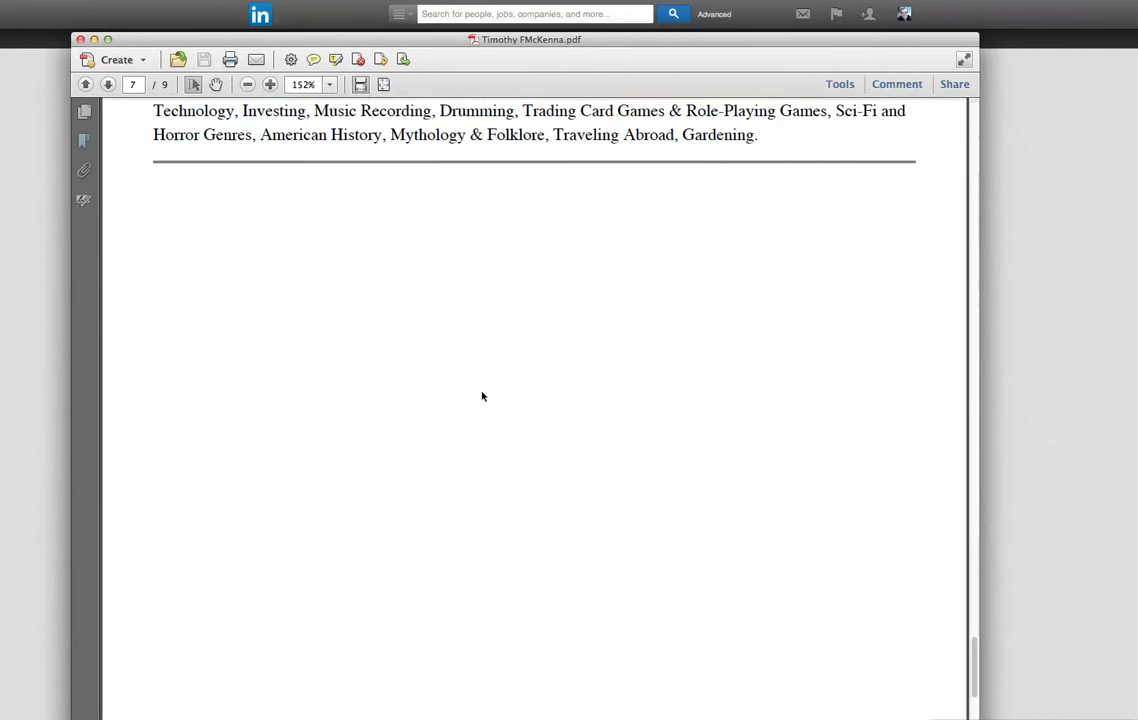 in
Search for people, jobs, companies, and more...
Advanced
Timothy FMcKenna.pdf
Create
7 / 9
152%
Tools
Comment
Share
Technology, Investing, Music Recording, Drumming, Trading Card Games & Role-Playing Games, Sci-Fi and
Horror Genres, American History, Mythology & Folklore, Traveling Abroad, Gardening.